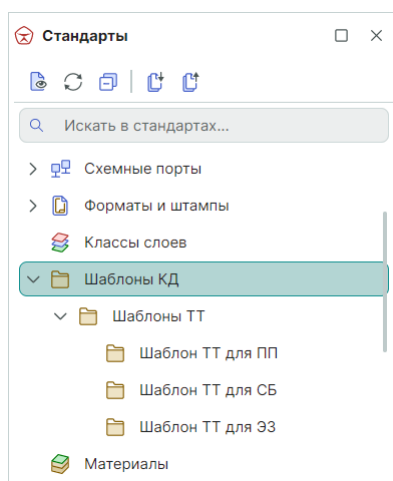 Стандарты
Искать в стандартах...
Схемные порты
Форматы и штампы
Классы слоев
Шаблоны КД
Шаблоны ТТ
Шаблон ТТ для ПП
Шаблон ТТ для СБ
Шаблон ТТ для ЭЗ
Материалы